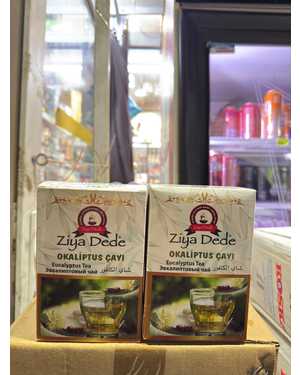 Ziya Dede
OKALİPTUS ÇAYI
Eucalyptus Tea
Эвкалиптовый чай شاي الكافور
Ziya Dede
OKALİPTUS ÇAYI
Eucalyptus Tea
Эвкалиптовый чай شاي الكافور